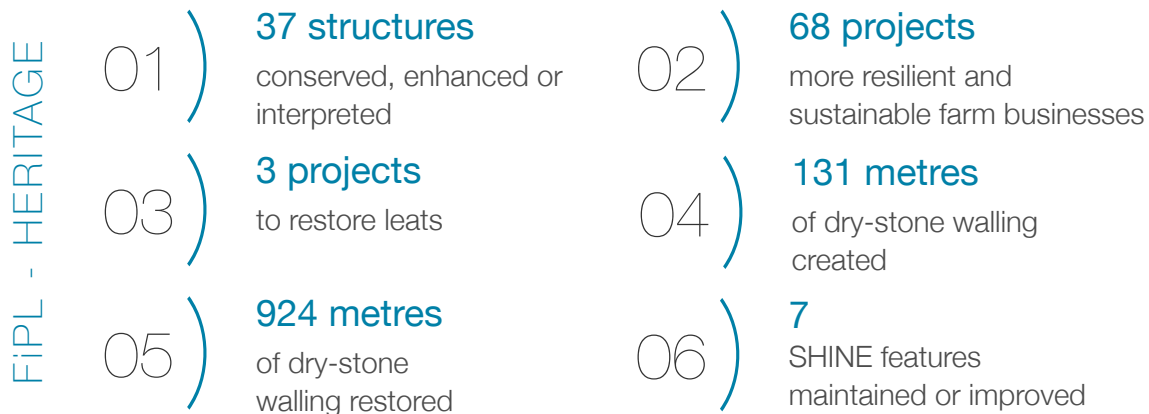 FiPL - HERITAGE
01
37 structures
conserved, enhanced or
interpreted
02
68 projects
more resilient and
sustainable farm businesses
03
3 projects
to restore leats
04
131 metres
of dry-stone walling
created
05
924 metres
of dry-stone
walling restored
06
7
SHINE features
maintained or improved